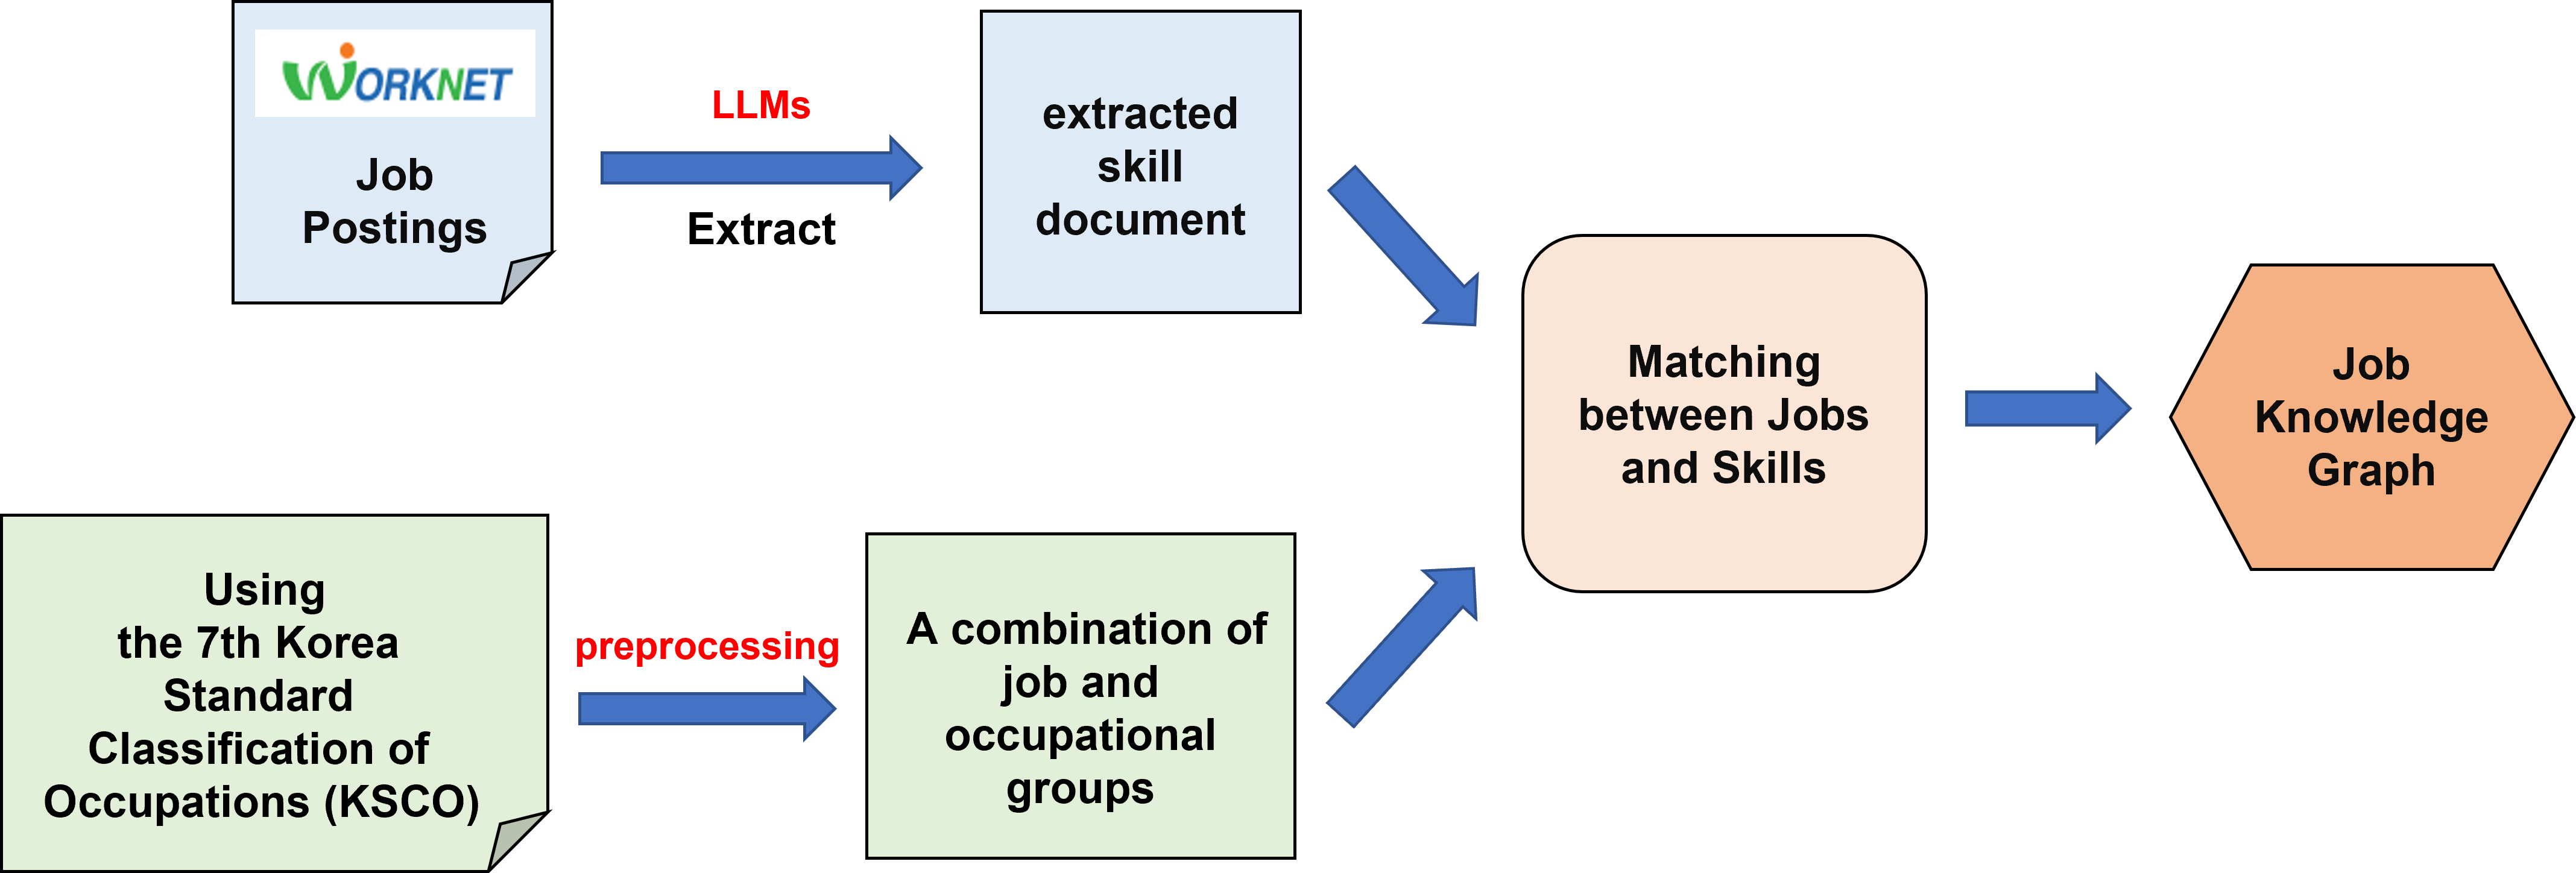 WORKNET
Job
Postings
LLMs
Extract
extracted
skill
document
Using
the 7th Korea
Standard
Classification of
Occupations (KSCO)
preprocessing
A combination of
job and
occupational
groups
Matching
between Jobs
and Skills
Job
Knowledge
Graph